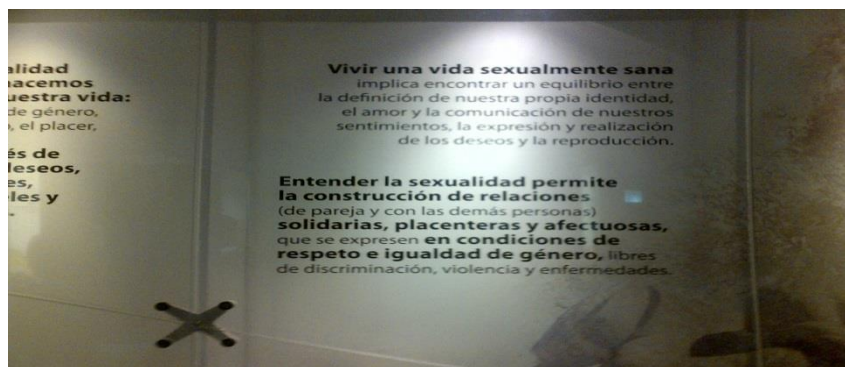 alidad
nacemos
uestra vida:
de género,
o, el placer,
és de
deseos,
es,
les y
Vivir una vida sexualmente sana
implica encontrar un equilibrio entre
la definición de nuestra propia identidad,
el amor y la comunicación de nuestros
sentimientos, la expresión y realización
de los deseos y la reproducción.
Entender la sexualidad permite
la construcción de relaciones
(de pareja y con las demás personas)
solidarias, placenteras y afectuosas,
que se expresen en condiciones de
respeto e igualdad de género, libres
de discriminación, violencia y enfermedades.